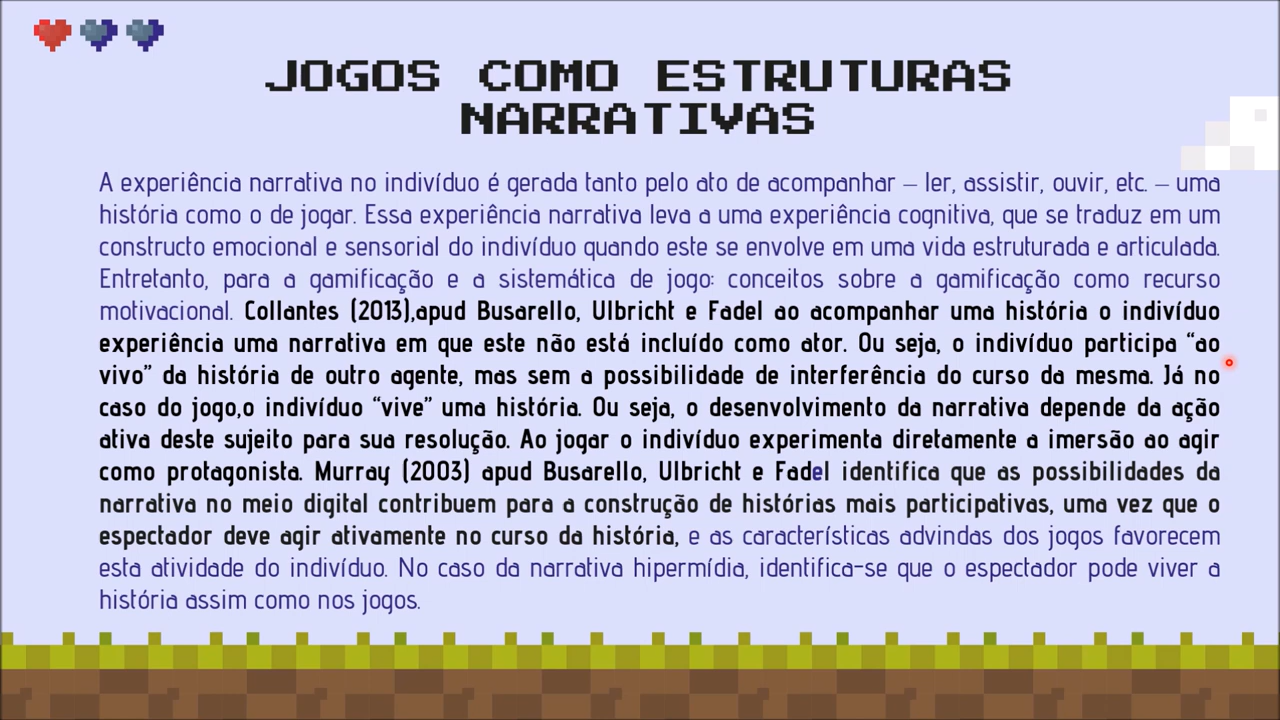 JOGOS COMO ESTRUTURAS
NARRATIVAS
A experiência narrativa no indivíduo é gerada tanto pelo ato de acompanhar – ler, assistir, ouvir, etc. – uma
história como o de jogar. Essa experiência narrativa leva a uma experiência cognitiva, que se traduz em um
constructo emocional e sensorial do indivíduo quando este se envolve em uma vida estruturada e articulada.
Entretanto, para a gamificação e a sistemática de jogo: conceitos sobre a gamificação como recurso
motivacional. Collantes (2013),apud Busarello, Ulbricht e Fadel ao acompanhar uma história o indivíduo
experiência uma narrativa em que este não está incluído como ator. Ou seja, o indivíduo participa “ao
vivo” da história de outro agente, mas sem a possibilidade de interferência do curso da mesma. Já no
caso do jogo,o indivíduo “vive” uma história. Ou seja, o desenvolvimento da narrativa depende da ação
ativa deste sujeito para sua resolução. Ao jogar o indivíduo experimenta diretamente a imersão ao agir
como protagonista. Murray (2003) apud Busarello, Ulbricht e Fadel identifica que as possibilidades da
narrativa no meio digital contribuem para a construção de histórias mais participativas, uma vez que o
espectador deve agir ativamente no curso da história, e as características advindas dos jogos favorecem
esta atividade do indivíduo. No caso da narrativa hipermídia, identifica-se que o espectador pode viver a
história assim como nos jogos.